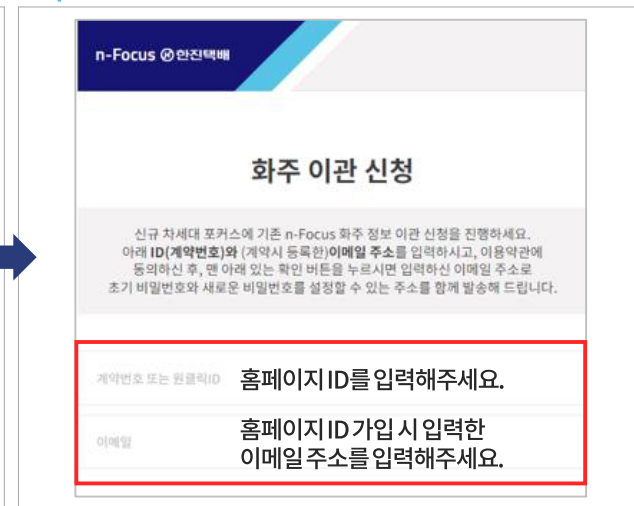 n-Focus 한진택배
화주 이관 신청
신규 차세대 포커스에 기존 n-Focus 화주 정보 이관 신청을 진행하세요.
아래 ID(계약번호)와 (계약시 등록한)이메일 주소를 입력하시고, 이용약관에
동의하신 후, 맨 아래 있는 확인 버튼을 누르시면 입력하신 이메일 주소로
초기 비밀번호와 새로운 비밀번호를 설정할 수 있는 주소를 함께 발송해 드립니다.
계약번호 또는 원클릭ID 홈페이지 ID를 입력해주세요.
이메일 홈페이지 ID 가입 시 입력한
이메일 주소를 입력해주세요.